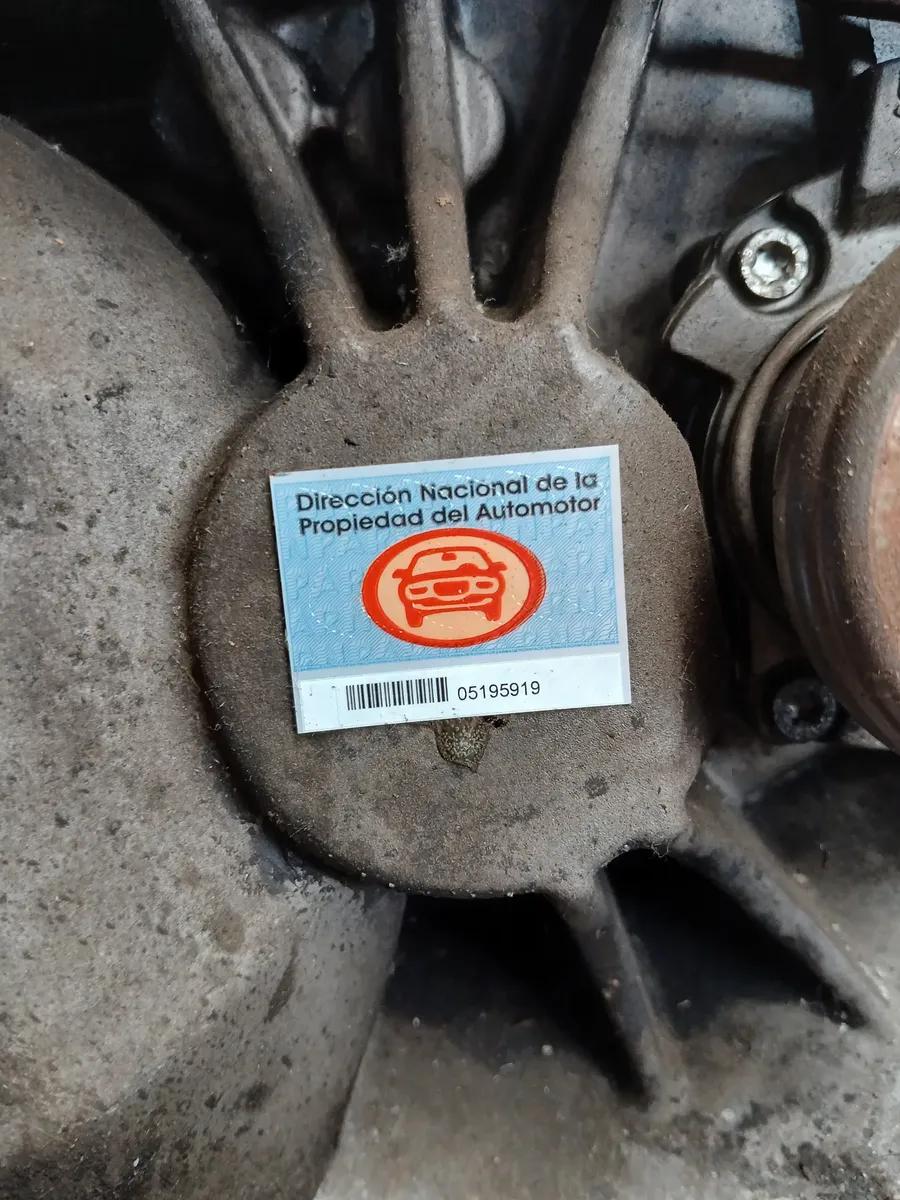 Dirección Nacional de la
Propiedad del Automotor
05195919